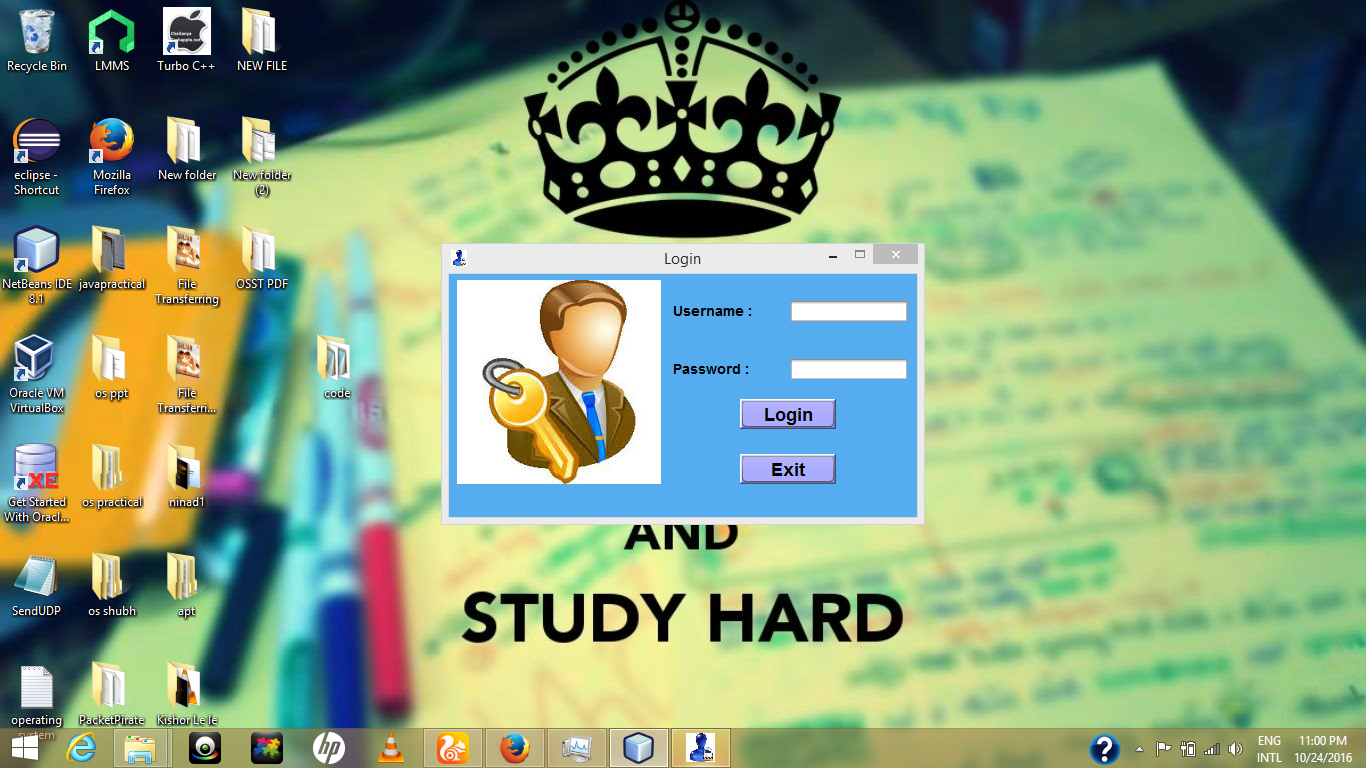 Recycle Bin
LMMS
Turbo C++
NEW FILE
eclipse -
Shortcut
Mozilla
Firefox
New folder
New folder
(2)
NetBeans IDE
8.1
javapractical
File
Transferring
OSST PDF
Oracle VM
VirtualBox
os ppt
File
Transferri...
code
Get Started
With Oracl...
os practical
ninad1
SendUDP
os shubh
apt
operating
system
PacketPirate
Kishor Le le
Login
Username :
Password :
Login
Exit
AND
STUDY HARD
XE
hp
ENG
INTL
11:00 PM
10/24/2016